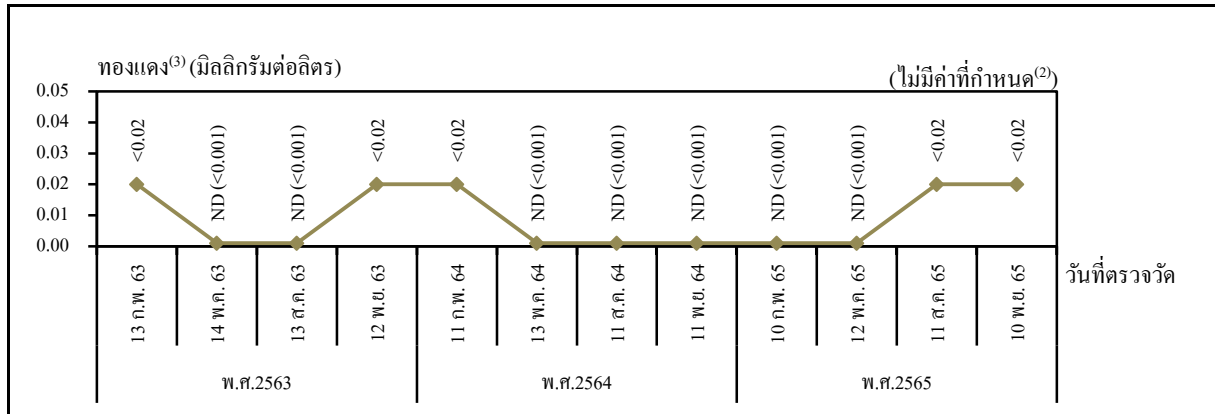 ทองแดง(3) (มิลลิกรัมต่อลิตร)
(ไม่มีค่าที่กำหนด(2))
0.05
0.04
0.03
0.02
0.01
0.00
<0.02
ND (<0.001)
ND (<0.001)
<0.02
<0.02
ND (<0.001)
ND (<0.001)
ND (<0.001)
ND (<0.001)
ND (<0.001)
<0.02
<0.02
13 ก.พ. 63
14 พ.ค. 63
13 ส.ค. 63
12 พ.ย. 63
11 ก.พ. 64
13 พ.ค. 64
11 ส.ค. 64
11 พ.ย. 64
10 ก.พ. 65
12 พ.ค. 65
11 ส.ค. 65
10 พ.ย. 65
วันที่ตรวจวัด
พ.ศ.2563
พ.ศ.2564
พ.ศ.2565